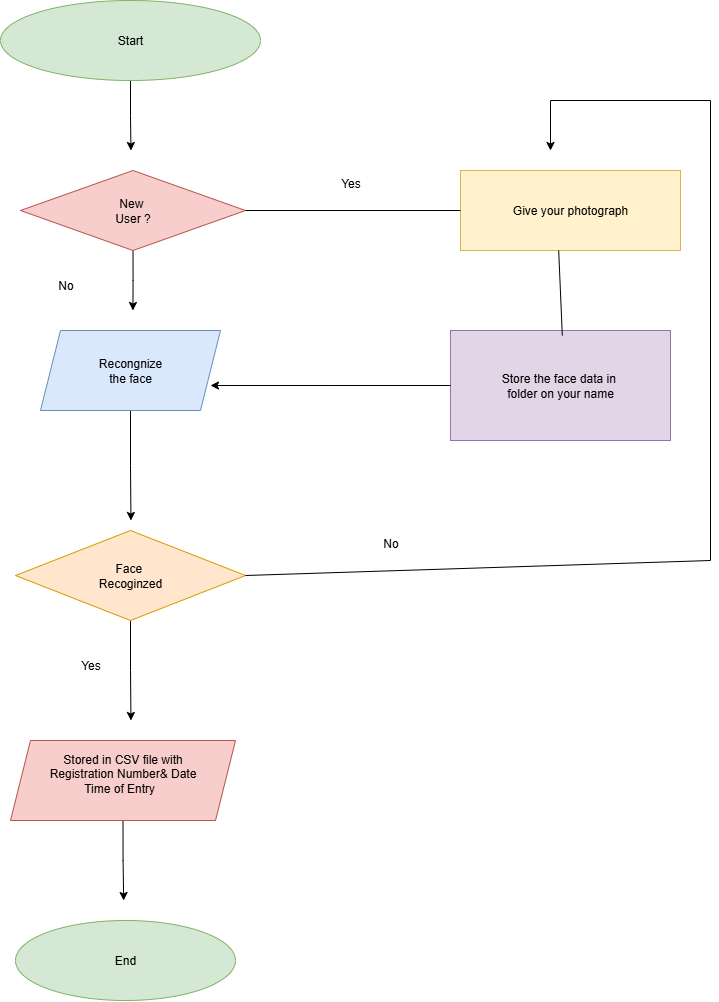 Start
New
User ?
Yes
Give your photograph
No
Recongnize
the face
Store the face data in
folder on your name
Face
Recoginzed
No
Yes
Stored in CSV file with
Registration Number& Date
Time of Entry
End